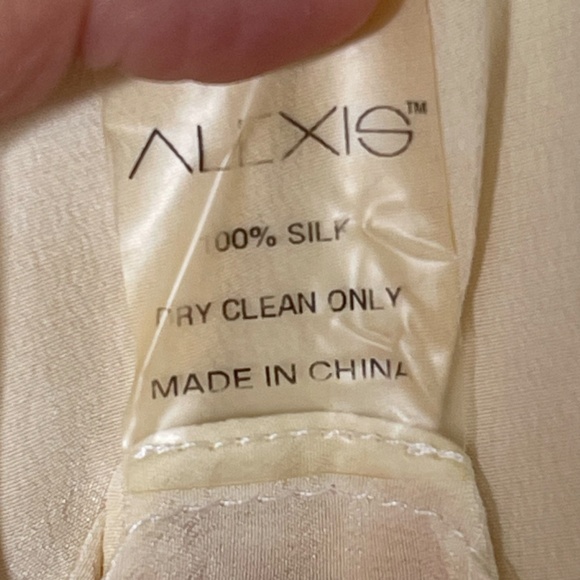 ALEXIS™
100% SILK
DRY CLEAN ONLY
MADE IN CHINA